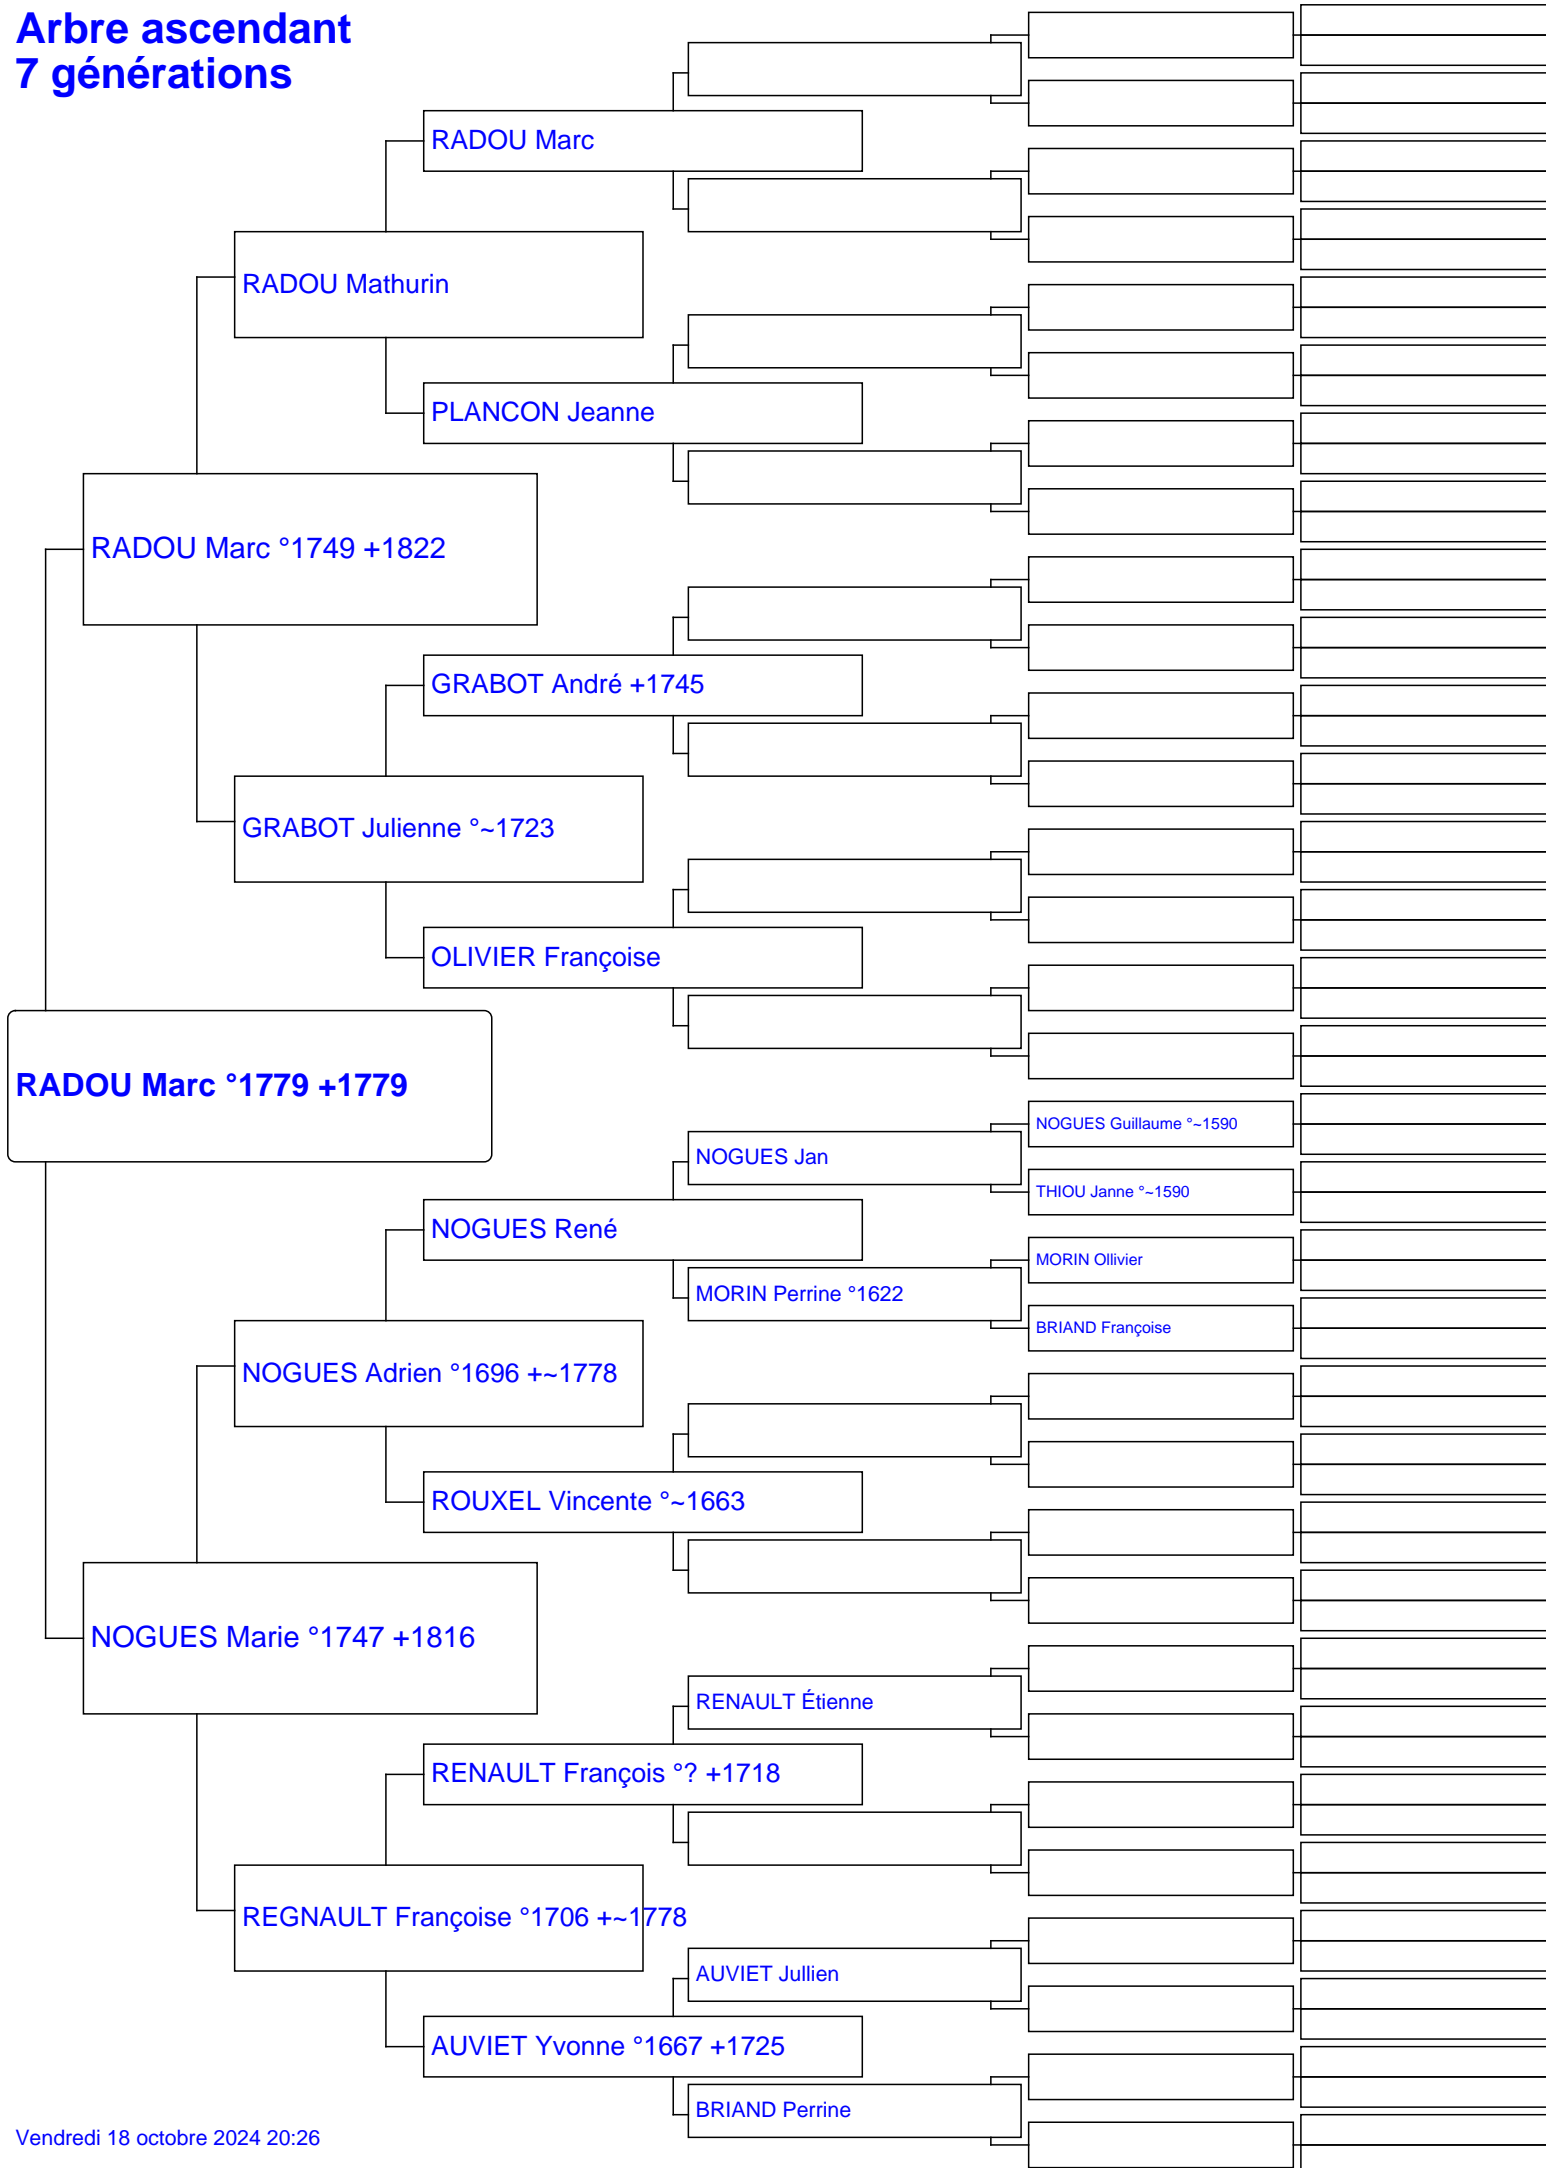 Arbre ascendant
7 générations
RADOU Marc
RADOU Mathurin
PLANCON Jeanne
RADOU Marc °1749 +1822
GRABOT André +1745
GRABOT Julienne °~1723
OLIVIER Françoise
RADOU Marc °1779 +1779
NOGUES Guillaume °~1590
NOGUES Jan
THIOU Janne °~1590
NOGUES René
MORIN Ollivier
MORIN Perrine °1622
BRIAND Françoise
NOGUES Adrien °1696 +~1778
ROUXEL Vincente °~1663
NOGUES Marie °1747 +1816
RENAULT Étienne
RENAULT François °? +1718
REGNAULT Françoise °1706 +~1778
AUVIET Jullien
AUVIET Yvonne °1667 +1725
BRIAND Perrine
Vendredi 18 octobre 2024 20:26